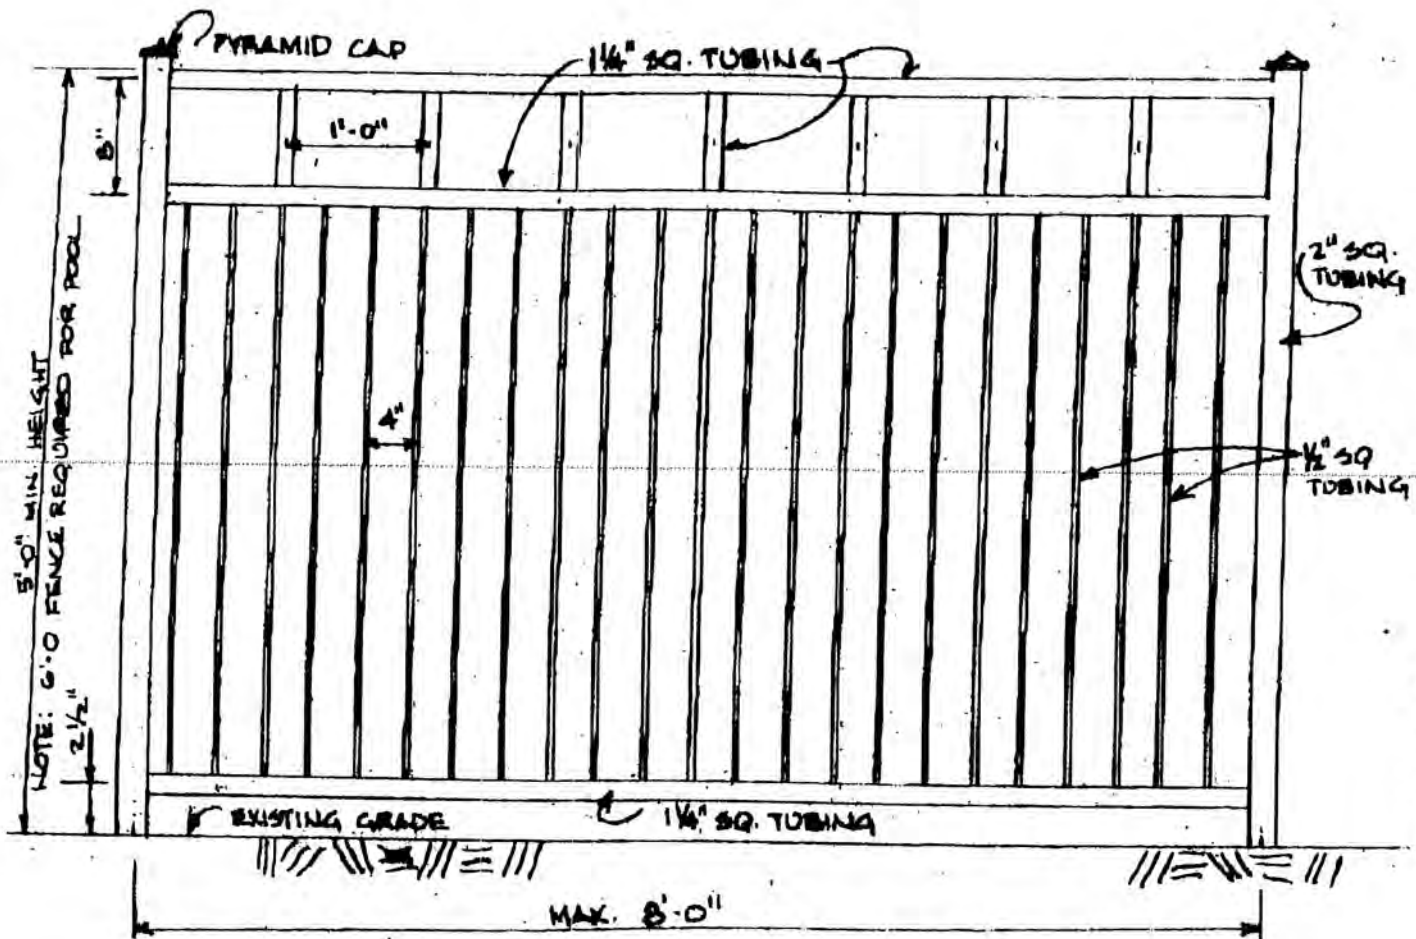 PYRAMID CAP
1¼" SQ. TUBING
8"
1'-0"
2" SQ.
TUBING
4"
½" SQ
TUBING
5'-0" MIN. HEIGHT
NOTE: 6'-0 FENCE REQUIRED FOR POOL
2½"
EXISTING GRADE
1¼" SQ. TUBING
MAX. 8'-0"